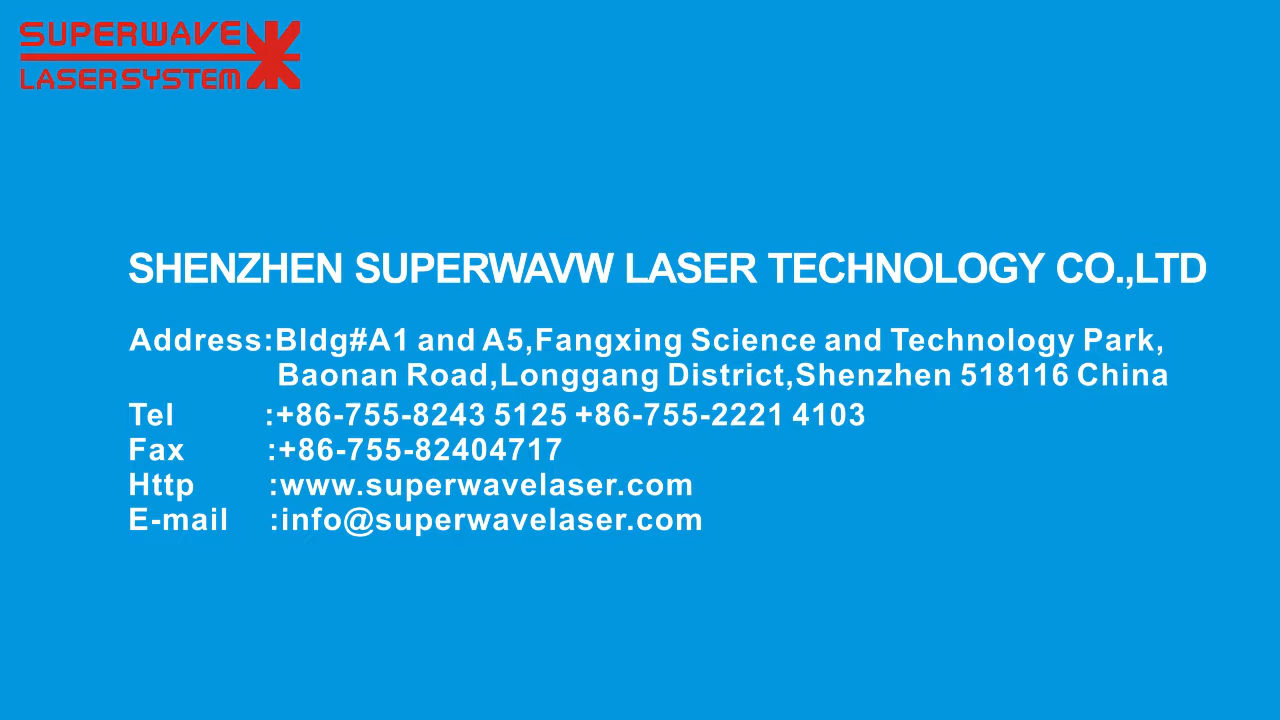 SUPERWAVE
LASER SYSTEM
SHENZHEN SUPERWAVW LASER TECHNOLOGY CO.,LTD
Address:Bldg#A1 and A5,Fangxing Science and Technology Park,
Baonan Road,Longgang District,Shenzhen 518116 China
Tel :+86-755-8243 5125 +86-755-2221 4103
Fax :+86-755-82404717
Http :www.superwavelaser.com
E-mail :info@superwavelaser.com